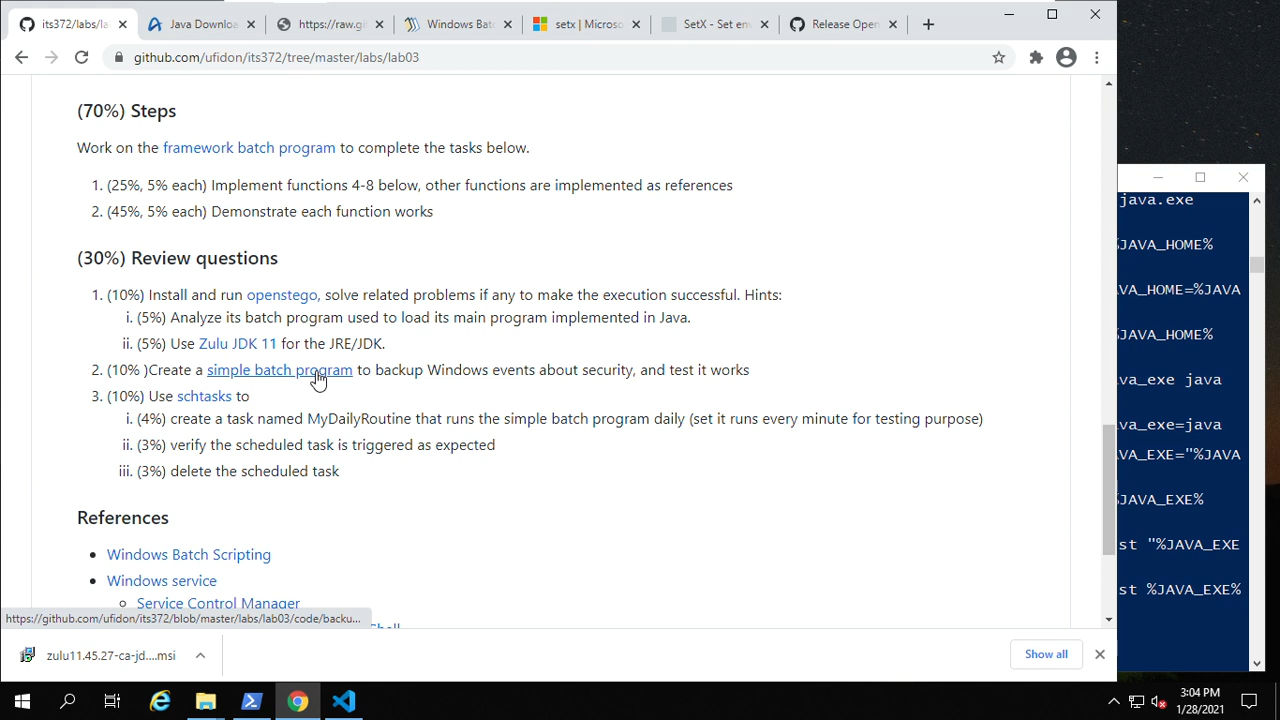 its372/labs/la
Java Downloa
https://raw.gi
Windows Batc
setx | Microso
SetX - Set en
Release Open
github.com/ufidon/its372/tree/master/labs/lab03
(70%) Steps
Work on the framework batch program to complete the tasks below.
1. (25%, 5% each) Implement functions 4-8 below, other functions are implemented as references
2. (45%, 5% each) Demonstrate each function works
(30%) Review questions
1. (10%) Install and run openstego, solve related problems if any to make the execution successful. Hints:
i. (5%) Analyze its batch program used to load its main program implemented in Java.
ii. (5%) Use Zulu JDK 11 for the JRE/JDK.
2. (10% )Create a simple batch program to backup Windows events about security, and test it works
3. (10%) Use schtasks to
i. (4%) create a task named MyDailyRoutine that runs the simple batch program daily (set it runs every minute for testing purpose)
ii. (3%) verify the scheduled task is triggered as expected
iii. (3%) delete the scheduled task
References
• Windows Batch Scripting
• Windows service
Service Control Manager
https://github.com/ufidon/its372/blob/master/labs/lab03/code/backu...
zulu11.45.27-ca-jd....msi
Show all
java.exe
%JAVA_HOME%
VA_HOME=%JAVA
%JAVA_HOME%
va_exe java
va_exe=java
VA_EXE="%JAVA
%JAVA_EXE%
st "%JAVA_EXE
st %JAVA_EXE%
3:04 PM
1/28/2021